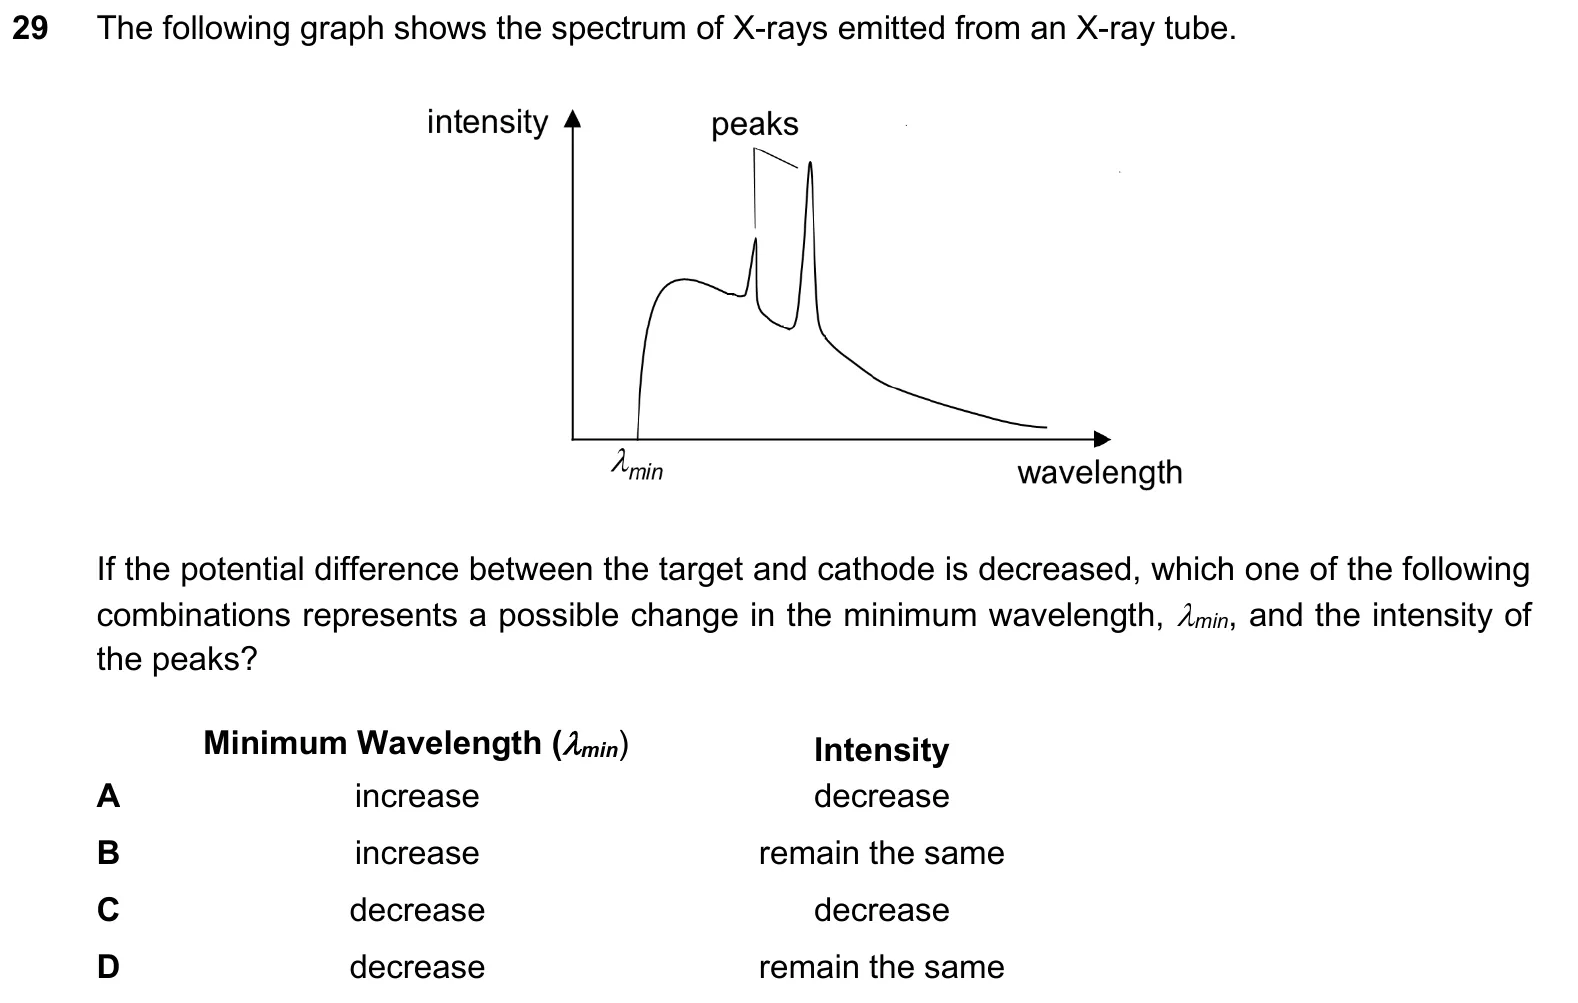 29 The following graph shows the spectrum of X-rays emitted from an X-ray tube.
intensity
peaks
λmin
wavelength
If the potential difference between the target and cathode is decreased, which one of the following
combinations represents a possible change in the minimum wavelength, λmin, and the intensity of
the peaks?
Minimum Wavelength (λmin) Intensity
A increase decrease
B increase remain the same
C decrease decrease
D decrease remain the same